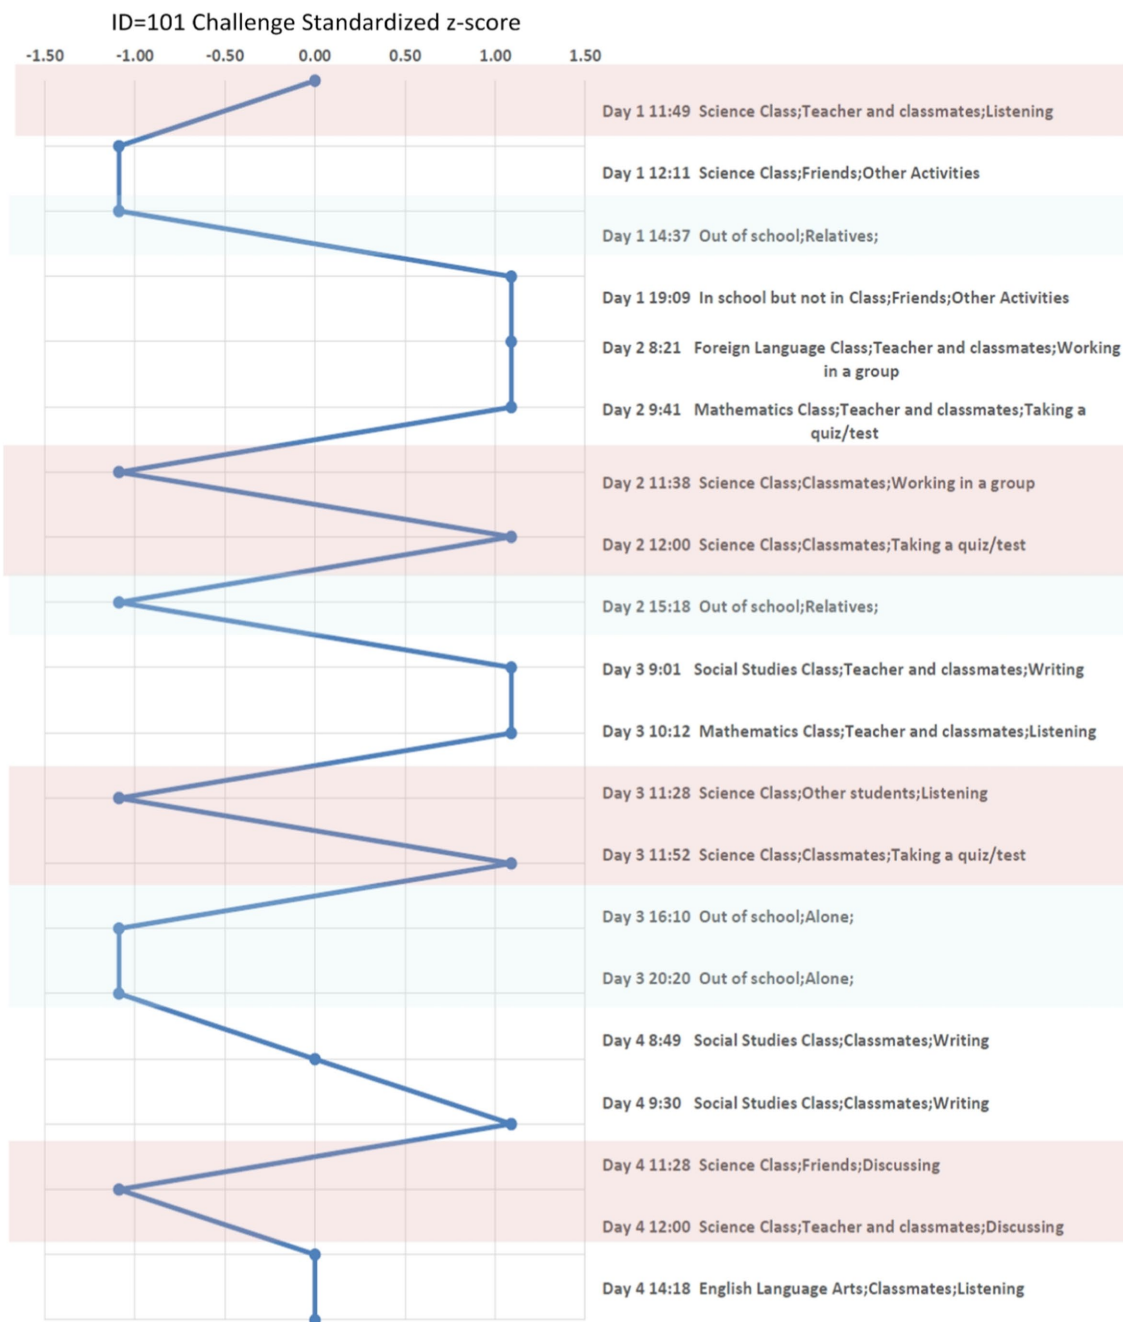 ID=101 Challenge Standardized z-score
-1.50 -1.00 -0.50 0.00 0.50 1.00 1.50
Day 1 11:49 Science Class;Teacher and classmates;Listening
Day 1 12:11 Science Class;Friends;Other Activities
Day 1 14:37 Out of school;Relatives;
Day 1 19:09 In school but not in Class;Friends;Other Activities
Day 2 8:21 Foreign Language Class;Teacher and classmates;Working
in a group
Day 2 9:41 Mathematics Class;Teacher and classmates;Taking a
quiz/test
Day 2 11:38 Science Class;Classmates;Working in a group
Day 2 12:00 Science Class;Classmates;Taking a quiz/test
Day 2 15:18 Out of school;Relatives;
Day 3 9:01 Social Studies Class;Teacher and classmates;Writing
Day 3 10:12 Mathematics Class;Teacher and classmates;Listening
Day 3 11:28 Science Class;Other students;Listening
Day 3 11:52 Science Class;Classmates;Taking a quiz/test
Day 3 16:10 Out of school;Alone;
Day 3 20:20 Out of school;Alone;
Day 4 8:49 Social Studies Class;Classmates;Writing
Day 4 9:30 Social Studies Class;Classmates;Writing
Day 4 11:28 Science Class;Friends;Discussing
Day 4 12:00 Science Class;Teacher and classmates;Discussing
Day 4 14:18 English Language Arts;Classmates;Listening